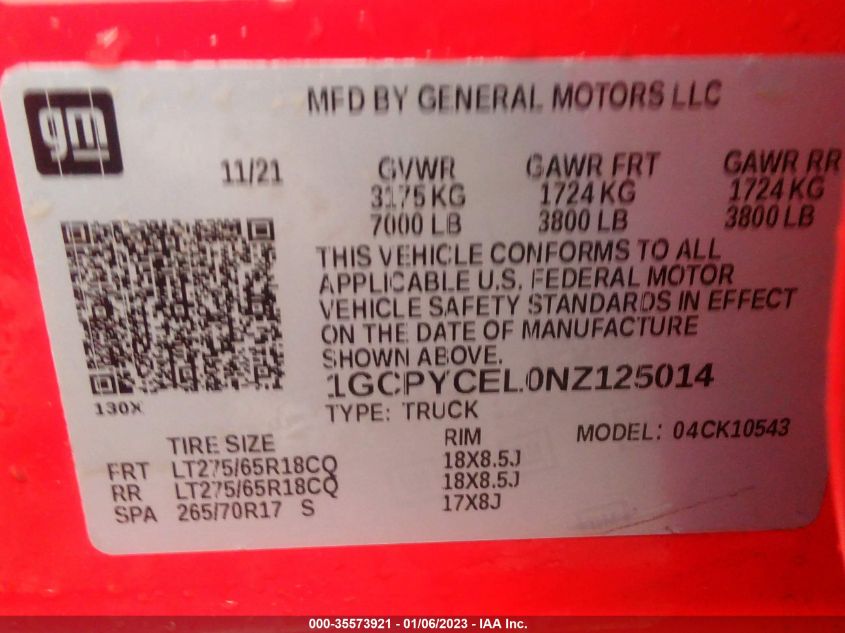 gm
MFD BY GENERAL MOTORS LLC
11/21
GVWR GAWR FRT GAWR RR
3175 KG 1724 KG 1724 KG
7000 LB 3800 LB 3800 LB
THIS VEHICLE CONFORMS TO ALL
APPLICABLE U.S. FEDERAL MOTOR
VEHICLE SAFETY STANDARDS IN EFFECT
ON THE DATE OF MANUFACTURE
SHOWN ABOVE.
1GCPYCEL0NZ125014
130X
TYPE: TRUCK
MODEL: 04CK10543
TIRE SIZE RIM
FRT LT275/65R18CQ 18X8.5J
RR LT275/65R18CQ 18X8.5J
SPA 265/70R17 S 17X8J
000-35573921 - 01/06/2023 - IAA Inc.